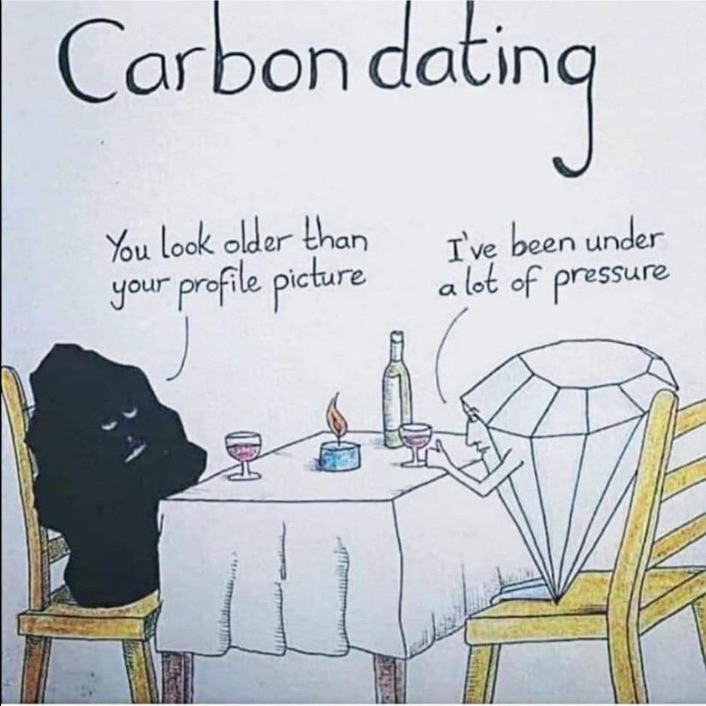 Carbon dating
You look older than
your profile picture
I've been under
a lot of pressure